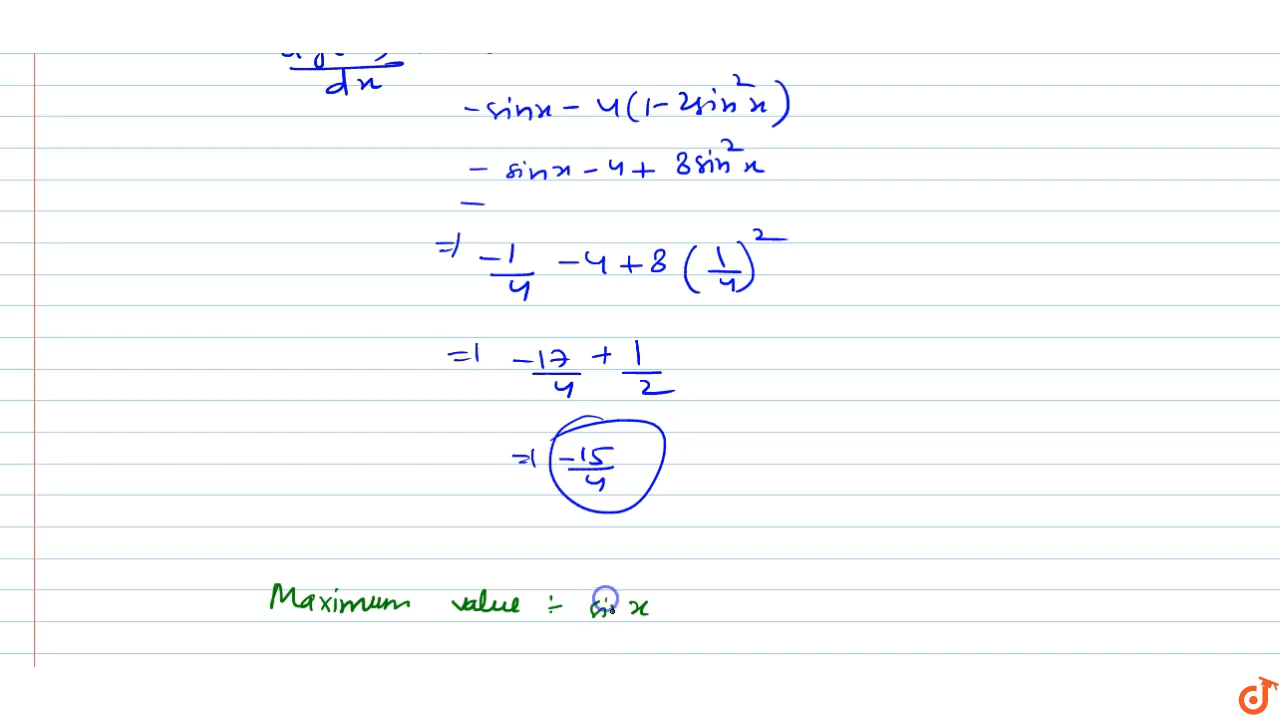 dx
-sinx - 4(1 - 2sin²x)
- sinx - 4 + 8sin²x
-
=) -1/4 - 4 + 8 (1/4)²
=) -17/4 + 1/2
=) -15/4
Maximum value ÷ sin x